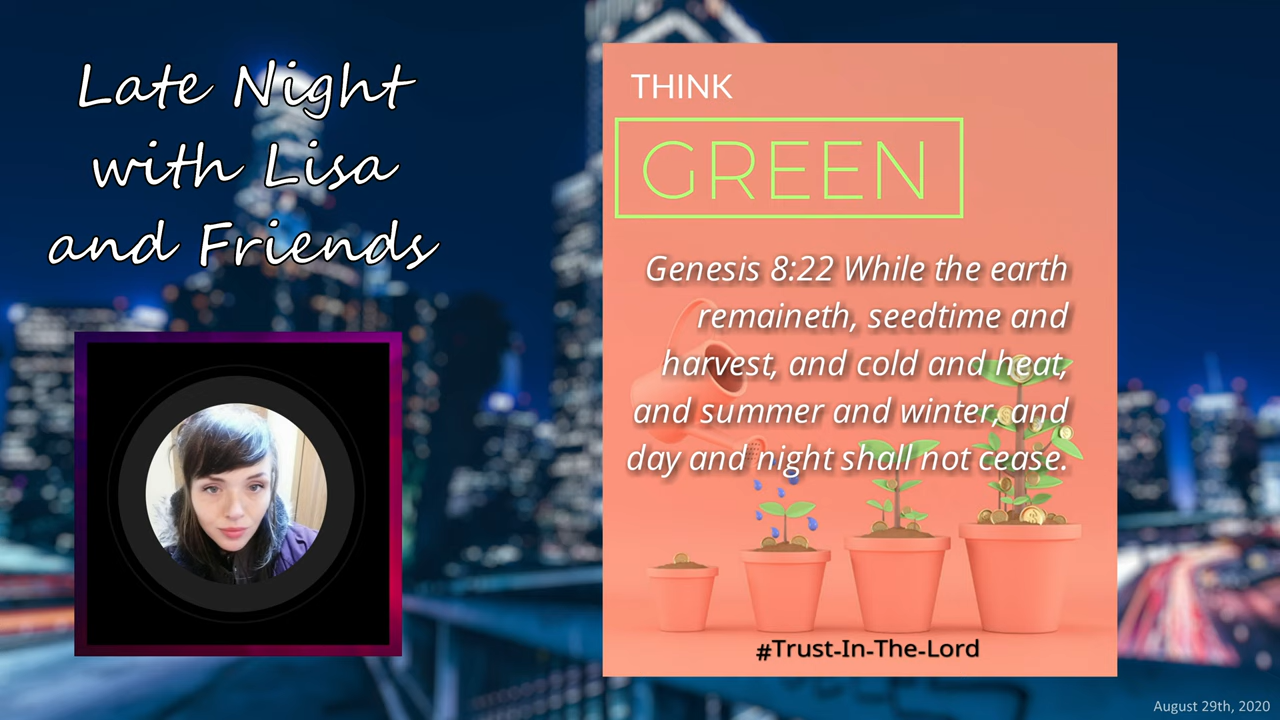 Late Night
with Lisa
and Friends
THINK
GREEN
Genesis 8:22 While the earth
remaineth, seedtime and
harvest, and cold and heat,
and summer and winter, and
day and night shall not cease.
#Trust-In-The-Lord
August 29th, 2020